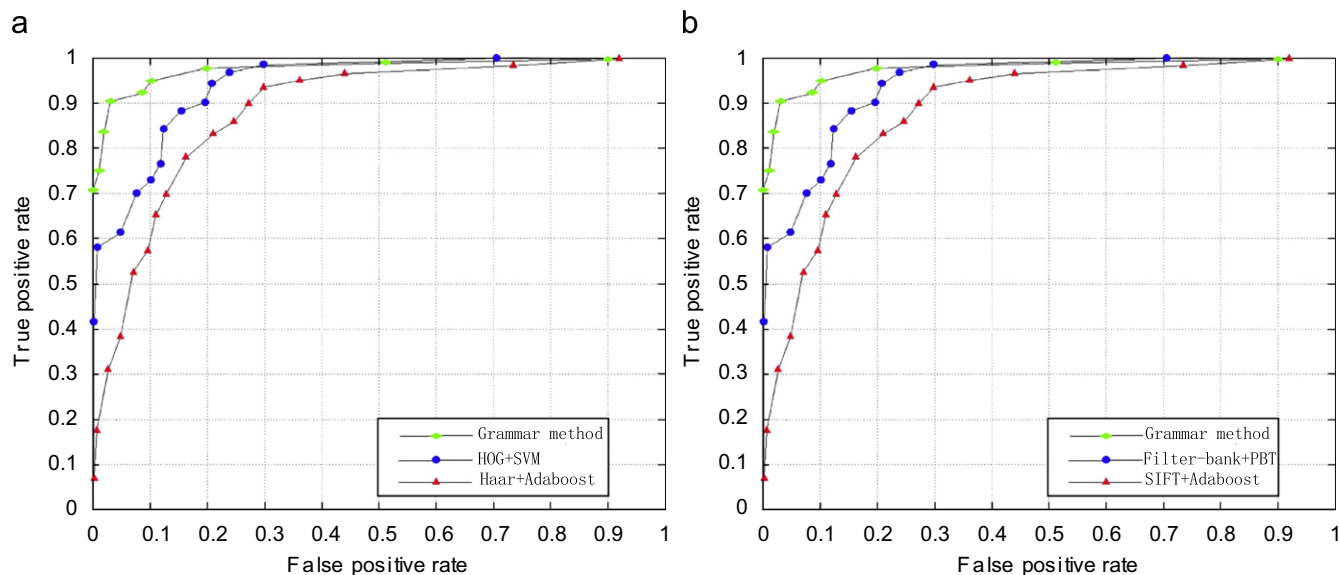 a
1
0.9
0.8
0.7
0.6
0.5
0.4
0.3
0.2
0.1
0
True positive rate
Grammar method
HOG+SVM
Haar+Adaboost
0 0.1 0.2 0.3 0.4 0.5 0.6 0.7 0.8 0.9 1
False positive rate
b
1
0.9
0.8
0.7
0.6
0.5
0.4
0.3
0.2
0.1
0
True positive rate
Grammar method
Filter-bank+PBT
SIFT+Adaboost
0 0.1 0.2 0.3 0.4 0.5 0.6 0.7 0.8 0.9 1
False positive rate